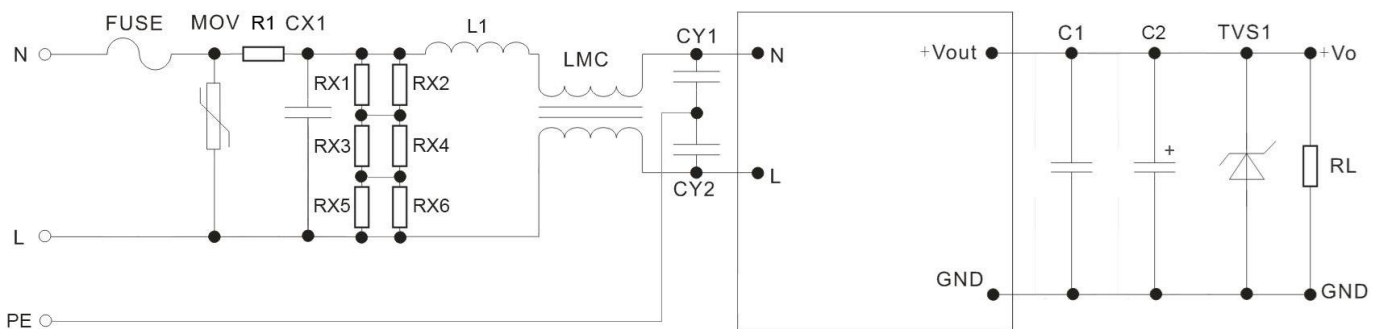 FUSE MOV R1 CX1 L1 LMC CY1 C1 C2 TVS1
N N +Vout +Vo
RX1 RX2
RX3 RX4
+
RL
L CY2
RX5 RX6
L GND GND
PE